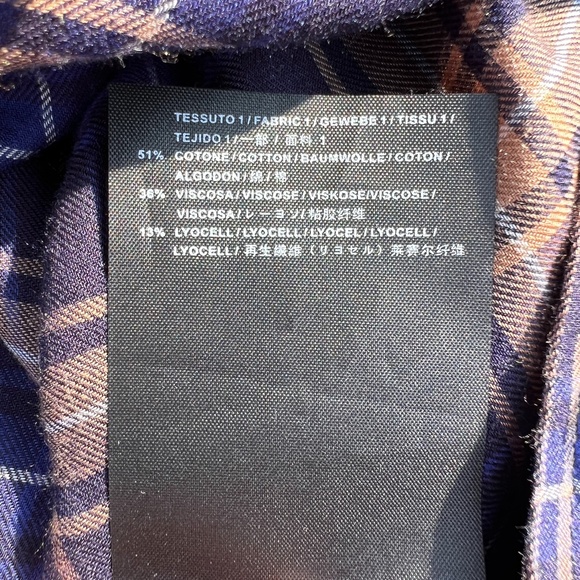 TESSUTO 1 / FABRIC 1 / GEWEBE 1 / TISSU 1 /
TEJIDO 1 / 一部 / 面料 1
51% COTONE / COTTON / BAUMWOLLE / COTON /
ALGODON / 綿 / 棉
36% VISCOSA / VISCOSE / VISKOSE/VISCOSE /
VISCOSA / レーヨン / 粘胶纤维
13% LYOCELL / LYOCELL / LYOCEL / LYOCELL /
LYOCELL / 再生繊維 (リヨセル) 莱赛尔纤维